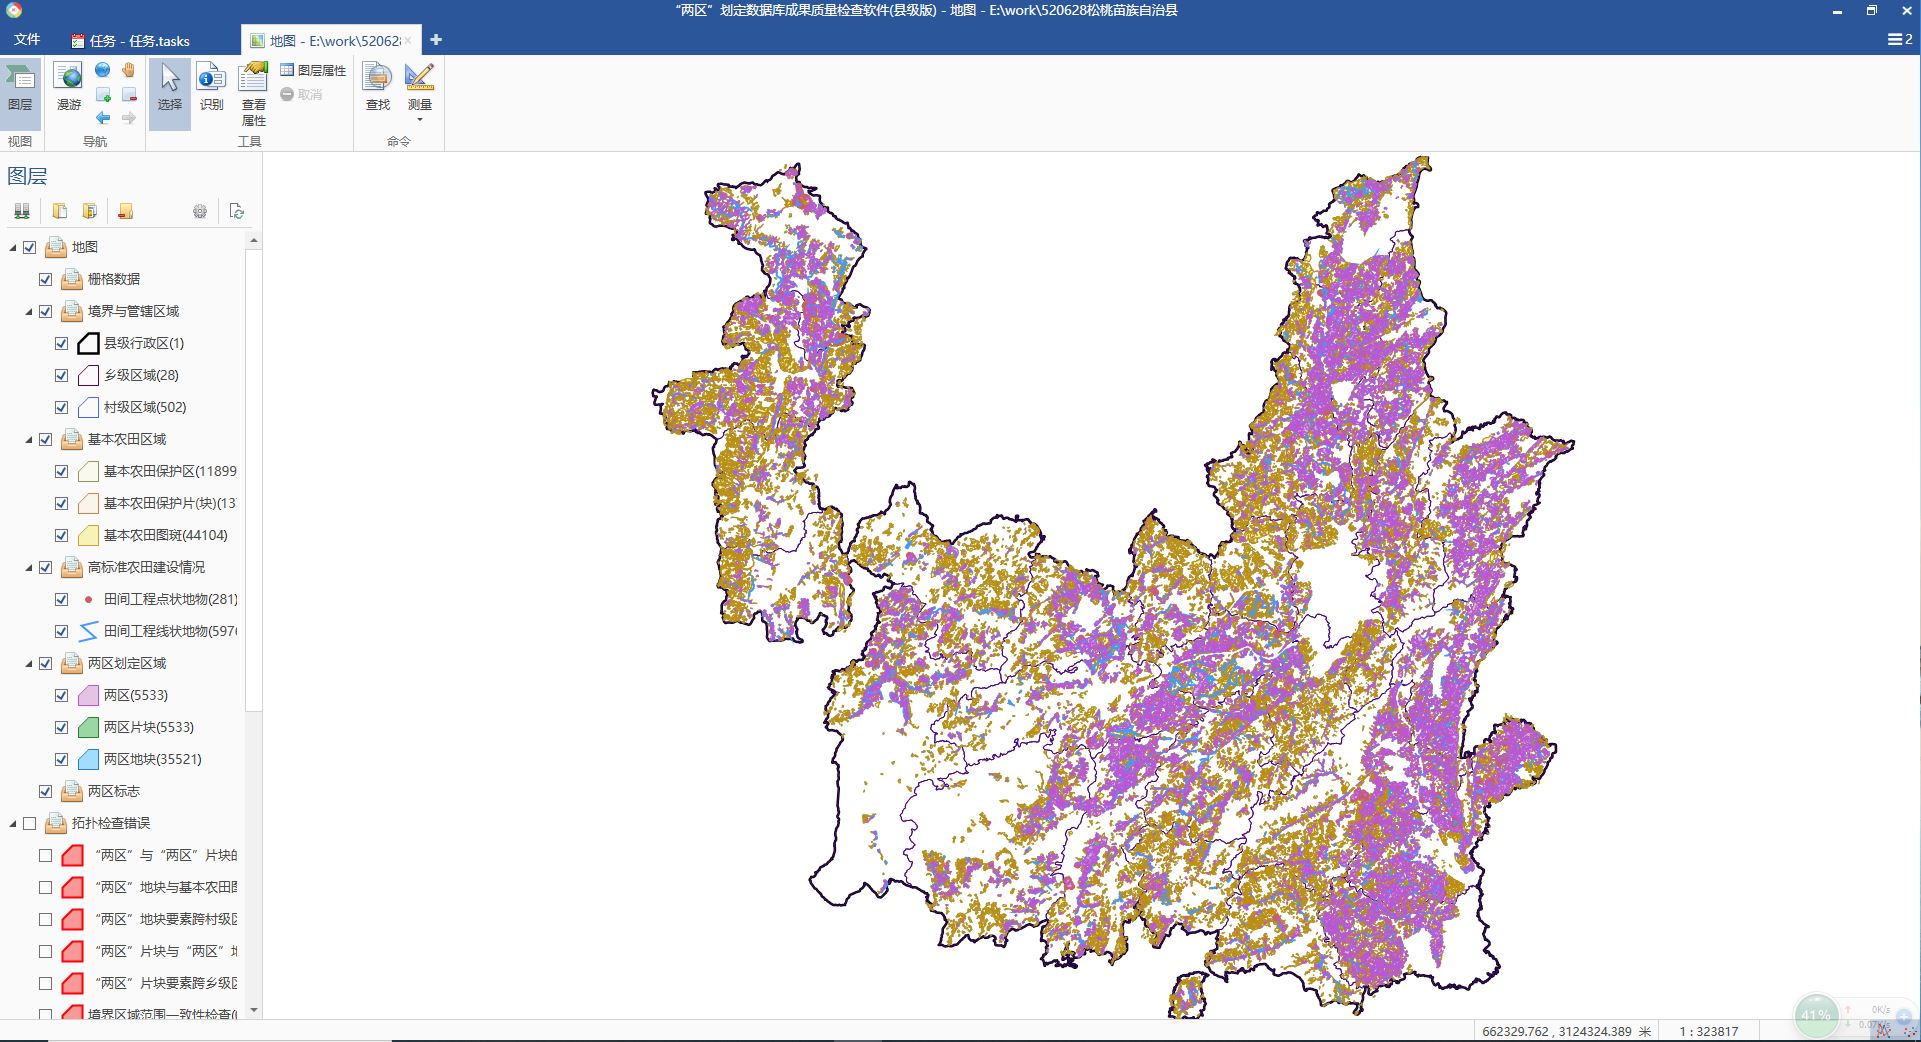 “两区”划定数据库成果质量检查软件(县级版) - 地图 - E:\work\520628松桃苗族自治县
文件
任务 - 任务.tasks
地图 - E:\work\52062
2
图层
漫游
选择
识别
查看
属性
图层属性
取消
查找
测量
视图
导航
工具
命令
图层
地图
栅格数据
境界与管辖区域
县级行政区(1)
乡级区域(28)
村级区域(502)
基本农田区域
基本农田保护区(11899
基本农田保护片(块)(13
基本农田图斑(44104)
高标准农田建设情况
田间工程点状地物(281)
田间工程线状地物(597
两区划定区域
两区(5533)
两区片块(5533)
两区地块(35521)
两区标志
拓扑检查错误
“两区”与“两区”片块的
“两区”地块与基本农田图
“两区”地块要素跨村级区
“两区”片块与“两区”地
“两区”片块要素跨乡级区
境界区域范围一致性检查(
662329.762 , 3124324.389 米
1 : 323817
41%
0K/s
0.07K/s